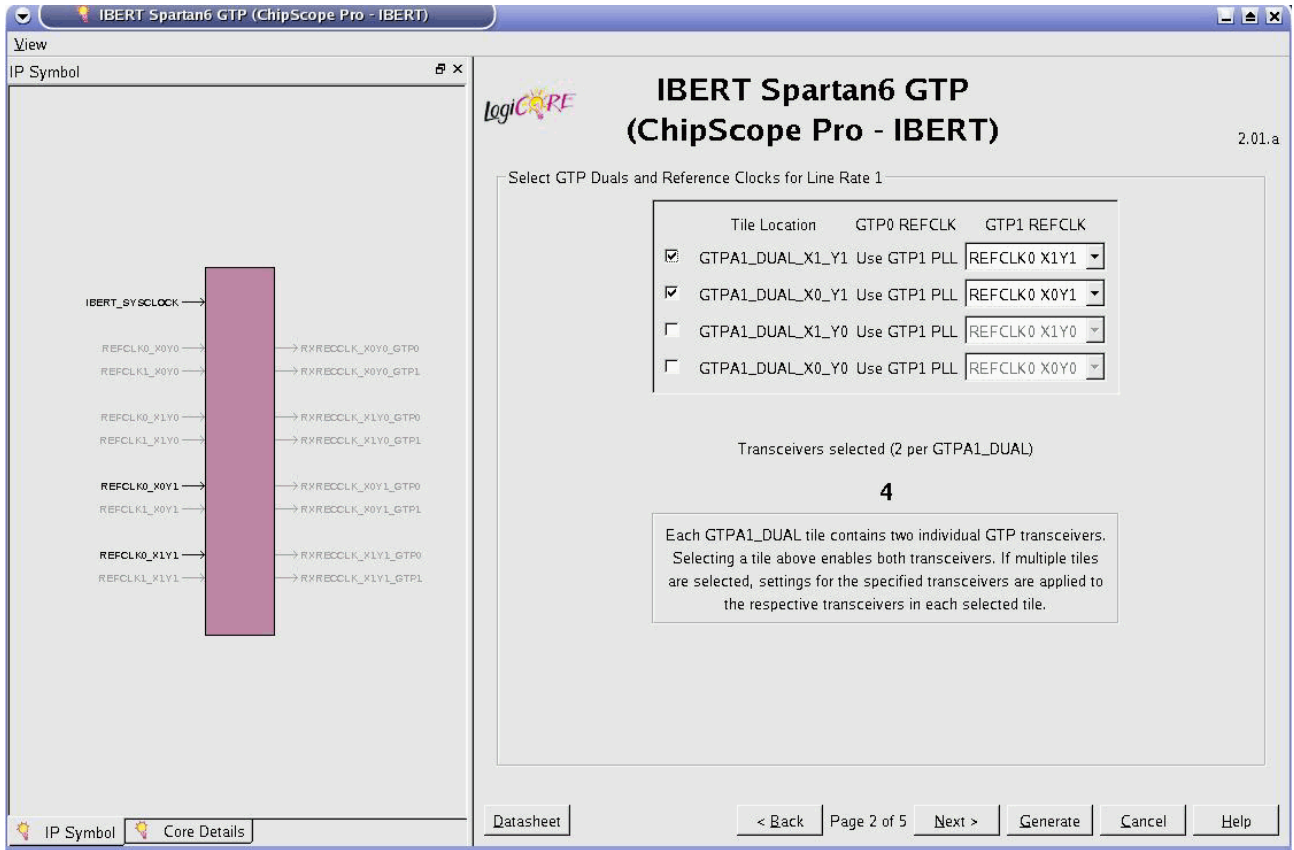 IBERT Spartan6 GTP (ChipScope Pro - IBERT)
View
IP Symbol
IBERT_SYSCLOCK
REFCLK0_X0Y0
RXRECCLK_X0Y0_GTP0
REFCLK1_X0Y0
RXRECCLK_X0Y0_GTP1
REFCLK0_X1Y0
RXRECCLK_X1Y0_GTP0
REFCLK1_X1Y0
RXRECCLK_X1Y0_GTP1
REFCLK0_X0Y1
RXRECCLK_X0Y1_GTP0
REFCLK1_X0Y1
RXRECCLK_X0Y1_GTP1
REFCLK0_X1Y1
RXRECCLK_X1Y1_GTP0
REFCLK1_X1Y1
RXRECCLK_X1Y1_GTP1
IP Symbol
Core Details
logiCORE
IBERT Spartan6 GTP
(ChipScope Pro - IBERT)
2.01.a
Select GTP Duals and Reference Clocks for Line Rate 1
Tile Location GTP0 REFCLK GTP1 REFCLK
GTPA1_DUAL_X1_Y1 Use GTP1 PLL REFCLK0 X1Y1
GTPA1_DUAL_X0_Y1 Use GTP1 PLL REFCLK0 X0Y1
GTPA1_DUAL_X1_Y0 Use GTP1 PLL REFCLK0 X1Y0
GTPA1_DUAL_X0_Y0 Use GTP1 PLL REFCLK0 X0Y0
Transceivers selected (2 per GTPA1_DUAL)
4
Each GTPA1_DUAL tile contains two individual GTP transceivers.
Selecting a tile above enables both transceivers. If multiple tiles
are selected, settings for the specified transceivers are applied to
the respective transceivers in each selected tile.
Datasheet
< Back Page 2 of 5 Next > Generate Cancel Help